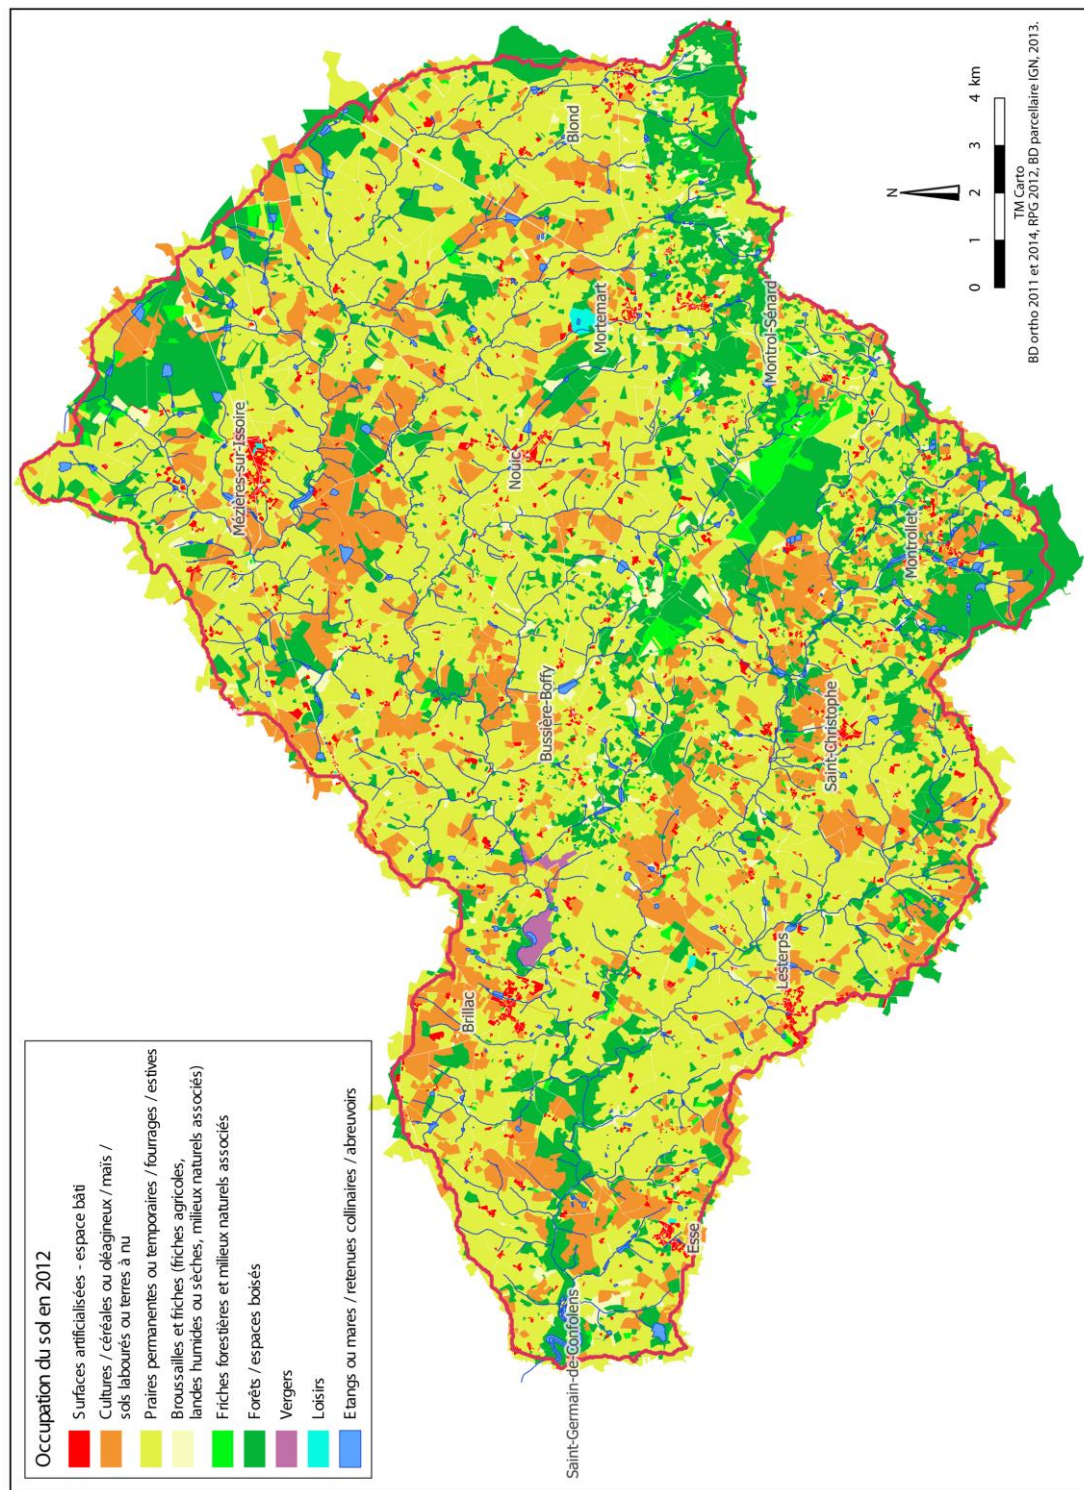 Occupation du sol en 2012
Surfaces artificialisées - espace bâti
Cultures / céréales ou oléagineux / maïs /
sols labourés ou terres à nu
Praires permanentes ou temporaires / fourrages / estives
Broussailles et friches (friches agricoles,
landes humides ou sèches, milieux naturels associés)
Friches forestières et milieux naturels associés
Forêts / espaces boisés
Vergers
Loisirs
Etangs ou mares / retenues collinaires / abreuvoirs
Mézières-sur-Issoire
Brillac
Nouic
Bussière-Boffy
Blond
Saint-Germain-de-Confolens
Mortemart
Esse
Montrol-Sénard
Lesterps
Saint-Christophe
Montrollet
N
0 1 2 3 4 km
TM Carto
BD ortho 2011 et 2014, RPG 2012, BD parcellaire IGN, 2013.